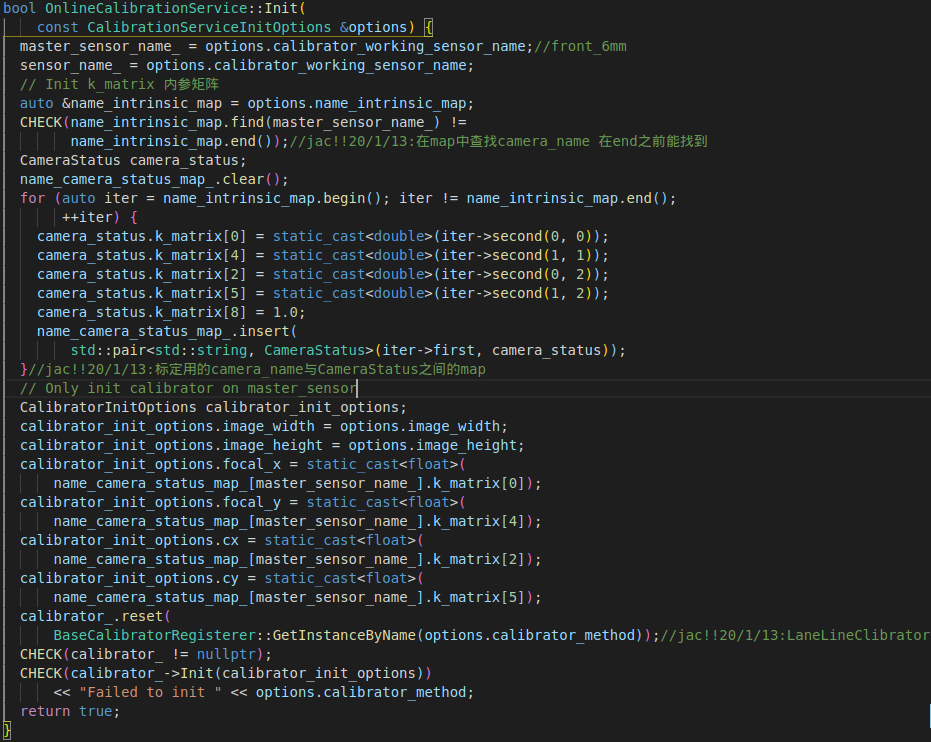 bool OnlineCalibrationService::Init(
const CalibrationServiceInitOptions &options) {
master_sensor_name_ = options.calibrator_working_sensor_name;//front_6mm
sensor_name_ = options.calibrator_working_sensor_name;
// Init k_matrix 内参矩阵
auto &name_intrinsic_map = options.name_intrinsic_map;
CHECK(name_intrinsic_map.find(master_sensor_name_) !=
name_intrinsic_map.end());//jac!!20/1/13:在map中查找camera_name 在end之前能找到
CameraStatus camera_status;
name_camera_status_map_.clear();
for (auto iter = name_intrinsic_map.begin(); iter != name_intrinsic_map.end();
++iter) {
camera_status.k_matrix[0] = static_cast<double>(iter->second(0, 0));
camera_status.k_matrix[4] = static_cast<double>(iter->second(1, 1));
camera_status.k_matrix[2] = static_cast<double>(iter->second(0, 2));
camera_status.k_matrix[5] = static_cast<double>(iter->second(1, 2));
camera_status.k_matrix[8] = 1.0;
name_camera_status_map_.insert(
std::pair<std::string, CameraStatus>(iter->first, camera_status));
}//jac!!20/1/13:标定用的camera_name与CameraStatus之间的map
// Only init calibrator on master_sensor
CalibratorInitOptions calibrator_init_options;
calibrator_init_options.image_width = options.image_width;
calibrator_init_options.image_height = options.image_height;
calibrator_init_options.focal_x = static_cast<float>(
name_camera_status_map_[master_sensor_name_].k_matrix[0]);
calibrator_init_options.focal_y = static_cast<float>(
name_camera_status_map_[master_sensor_name_].k_matrix[4]);
calibrator_init_options.cx = static_cast<float>(
name_camera_status_map_[master_sensor_name_].k_matrix[2]);
calibrator_init_options.cy = static_cast<float>(
name_camera_status_map_[master_sensor_name_].k_matrix[5]);
calibrator_.reset(
BaseCalibratorRegisterer::GetInstanceByName(options.calibrator_method));//jac!!20/1/13:LaneLineClibrator
CHECK(calibrator_ != nullptr);
CHECK(calibrator_->Init(calibrator_init_options))
<< "Failed to init " << options.calibrator_method;
return true;
}